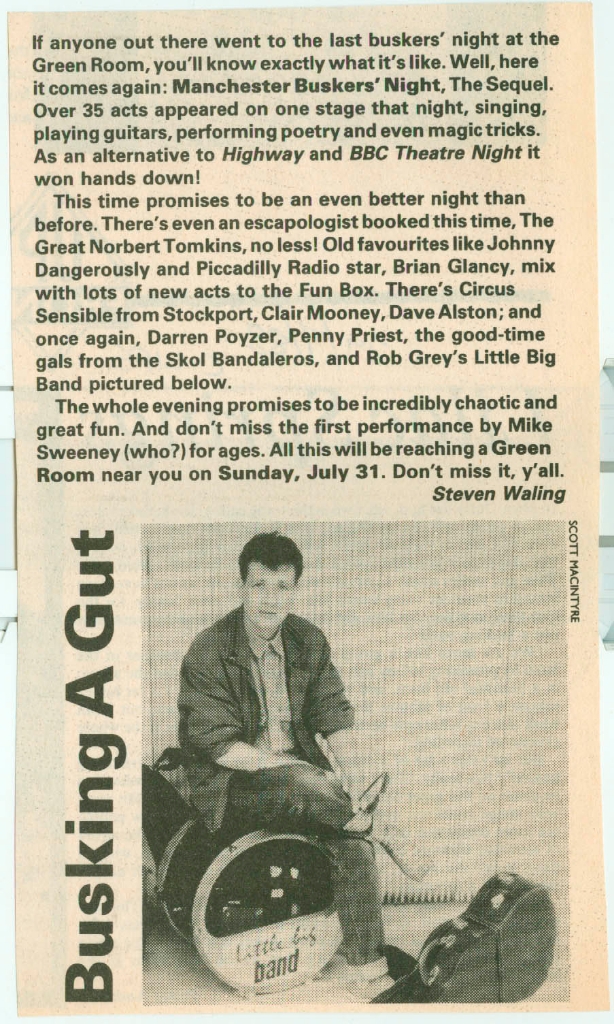 If anyone out there went to the last buskers' night at the
Green Room, you'll know exactly what it's like. Well, here
it comes again: Manchester Buskers' Night, The Sequel.
Over 35 acts appeared on one stage that night, singing,
playing guitars, performing poetry and even magic tricks.
As an alternative to Highway and BBC Theatre Night it
won hands down!
This time promises to be an even better night than
before. There's even an escapologist booked this time, The
Great Norbert Tomkins, no less! Old favourites like Johnny
Dangerously and Piccadilly Radio star, Brian Glancy, mix
with lots of new acts to the Fun Box. There's Circus
Sensible from Stockport, Clair Mooney, Dave Alston; and
once again, Darren Poyzer, Penny Priest, the good-time
gals from the Skol Bandaleros, and Rob Grey's Little Big
Band pictured below.
The whole evening promises to be incredibly chaotic and
great fun. And don't miss the first performance by Mike
Sweeney (who?) for ages. All this will be reaching a Green
Room near you on Sunday, July 31. Don't miss it, y'all.
Steven Waling
Busking A Gut
SCOTT MACINTYRE
Little big
band